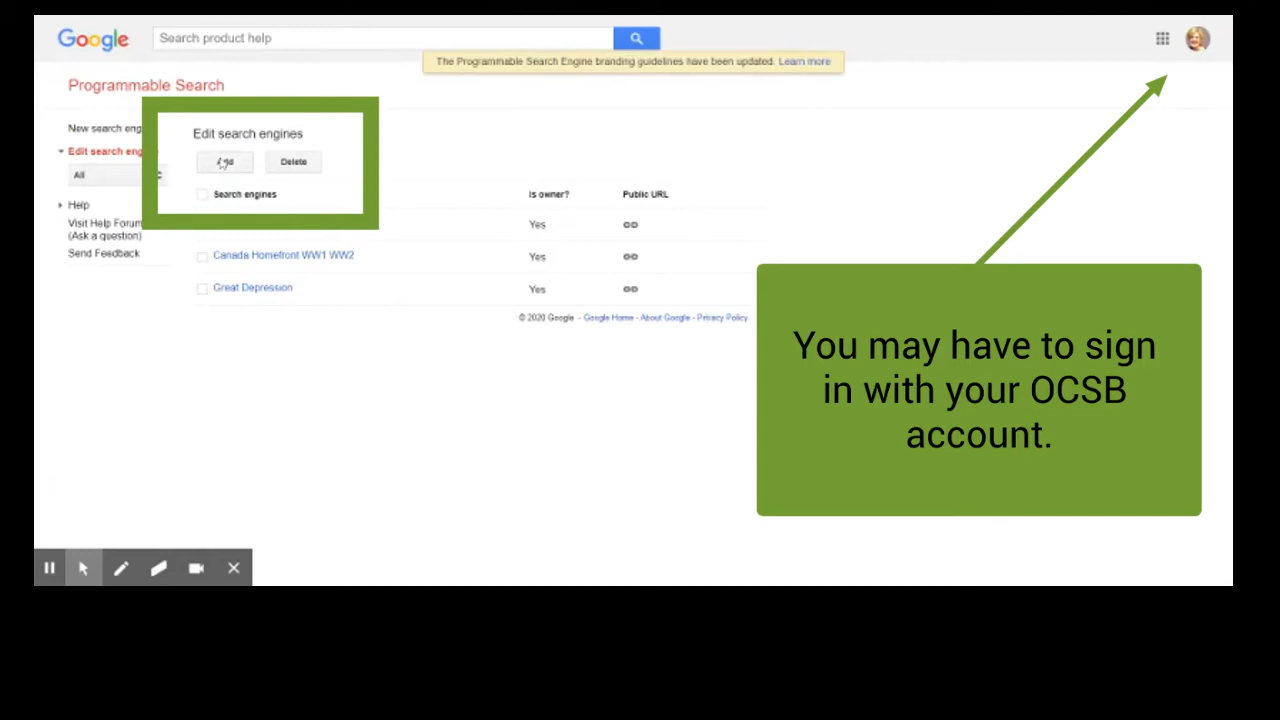 Google
Search product help
The Programmable Search Engine branding guidelines have been updated. Learn more
Programmable Search
New search eng
Edit search engines
Edit search eng
Delete
All
Search engines Is owner? Public URL
Help
Visit Help Forum Yes
(Ask a question)
Send Feedback
Canada Homefront WW1 WW2 Yes
Great Depression Yes
© 2020 Google - Google Home - About Google - Privacy Policy
You may have to sign
in with your OCSB
account.